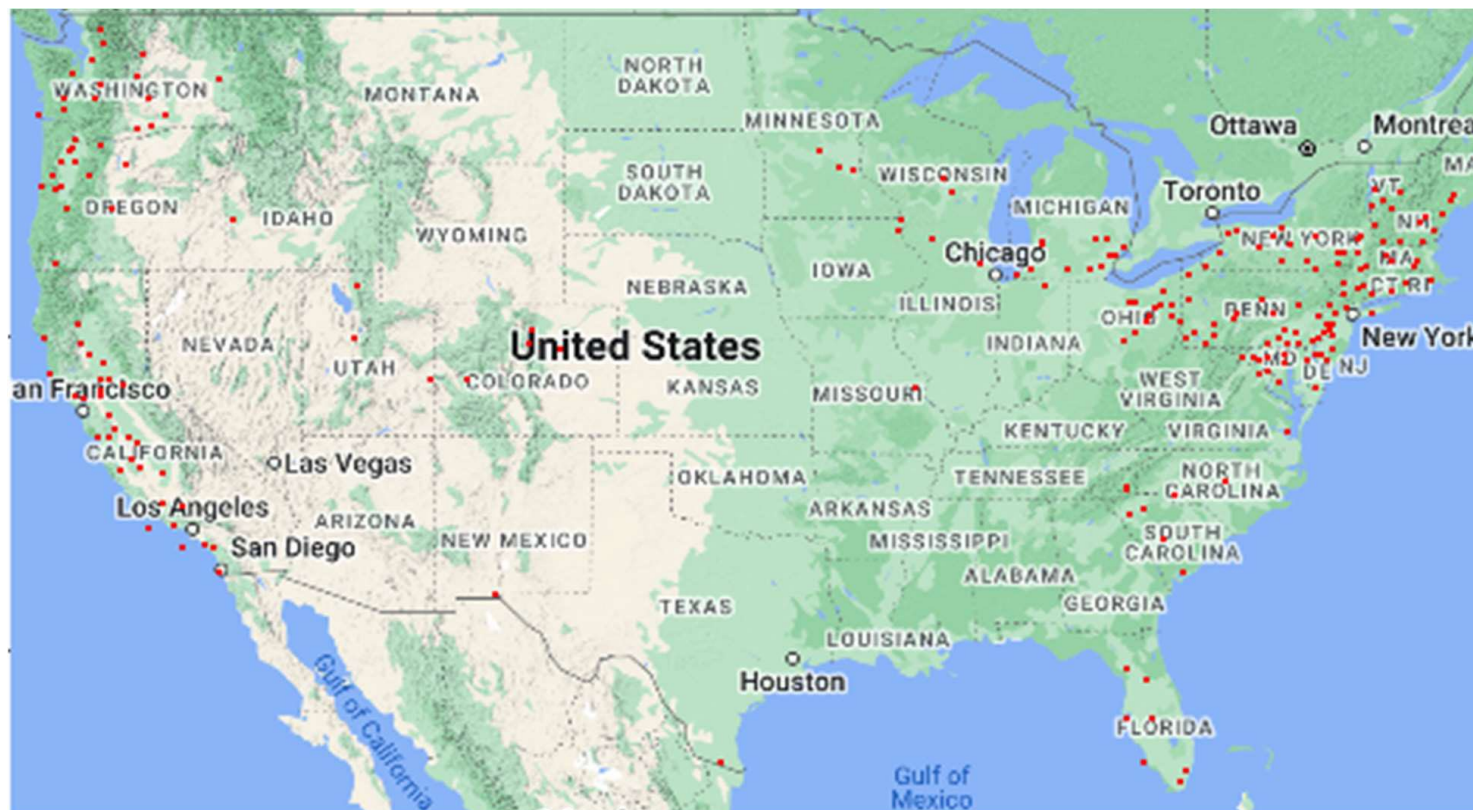 NORTH
DAKOTA
WASHINGTON
MONTANA
MINNESOTA
Ottawa
Montrea
MA
SOUTH
DAKOTA
WISCONSIN
VT
Toronto
OREGON
IDAHO
MICHIGAN
NH
WYOMING
NEW YORK
Chicago
MA
IOWA
NEBRASKA
CT RI
ILLINOIS
PENN
OHIO
New York
United States
NEVADA
INDIANA
MD
UTAH
DE
NJ
COLORADO
KANSAS
MISSOURI
WEST
VIRGINIA
an Francisco
KENTUCKY
VIRGINIA
CALIFORNIA
Las Vegas
OKLAHOMA
TENNESSEE
NORTH
CAROLINA
Los Angeles
ARIZONA
ARKANSAS
San Diego
NEW MEXICO
MISSISSIPPI
SOUTH
CAROLINA
ALABAMA
TEXAS
GEORGIA
LOUISIANA
Houston
Gulf of California
FLORIDA
Gulf of
Mexico